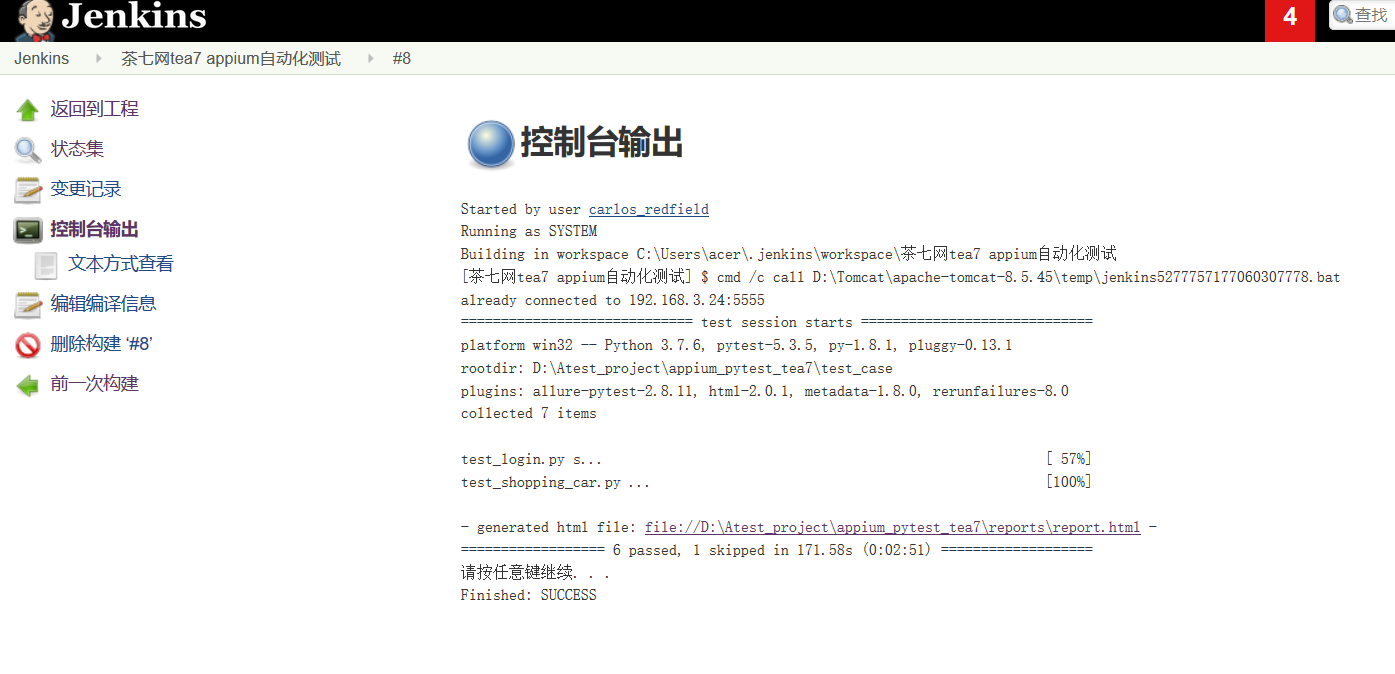 Jenkins
4
查找
Jenkins
茶七网tea7 appium自动化测试
#8
返回到工程
状态集
变更记录
控制台输出
文本方式查看
编辑编译信息
删除构建 ‘#8’
前一次构建
控制台输出
Started by user carlos_redfield
Running as SYSTEM
Building in workspace C:\Users\acer\.jenkins\workspace\茶七网tea7 appium自动化测试
[茶七网tea7 appium自动化测试] $ cmd /c call D:\Tomcat\apache-tomcat-8.5.45\temp\jenkins5277757177060307778.bat
already connected to 192.168.3.24:5555
============================= test session starts =============================
platform win32 -- Python 3.7.6, pytest-5.3.5, py-1.8.1, pluggy-0.13.1
rootdir: D:\Atest_project\appium_pytest_tea7\test_case
plugins: allure-pytest-2.8.11, html-2.0.1, metadata-1.8.0, rerunfailures-8.0
collected 7 items
test_login.py s... [ 57%]
test_shopping_car.py ... [100%]
- generated html file: file://D:\Atest_project\appium_pytest_tea7\reports\report.html -
================== 6 passed, 1 skipped in 171.58s (0:02:51) ===================
请按任意键继续. . .
Finished: SUCCESS